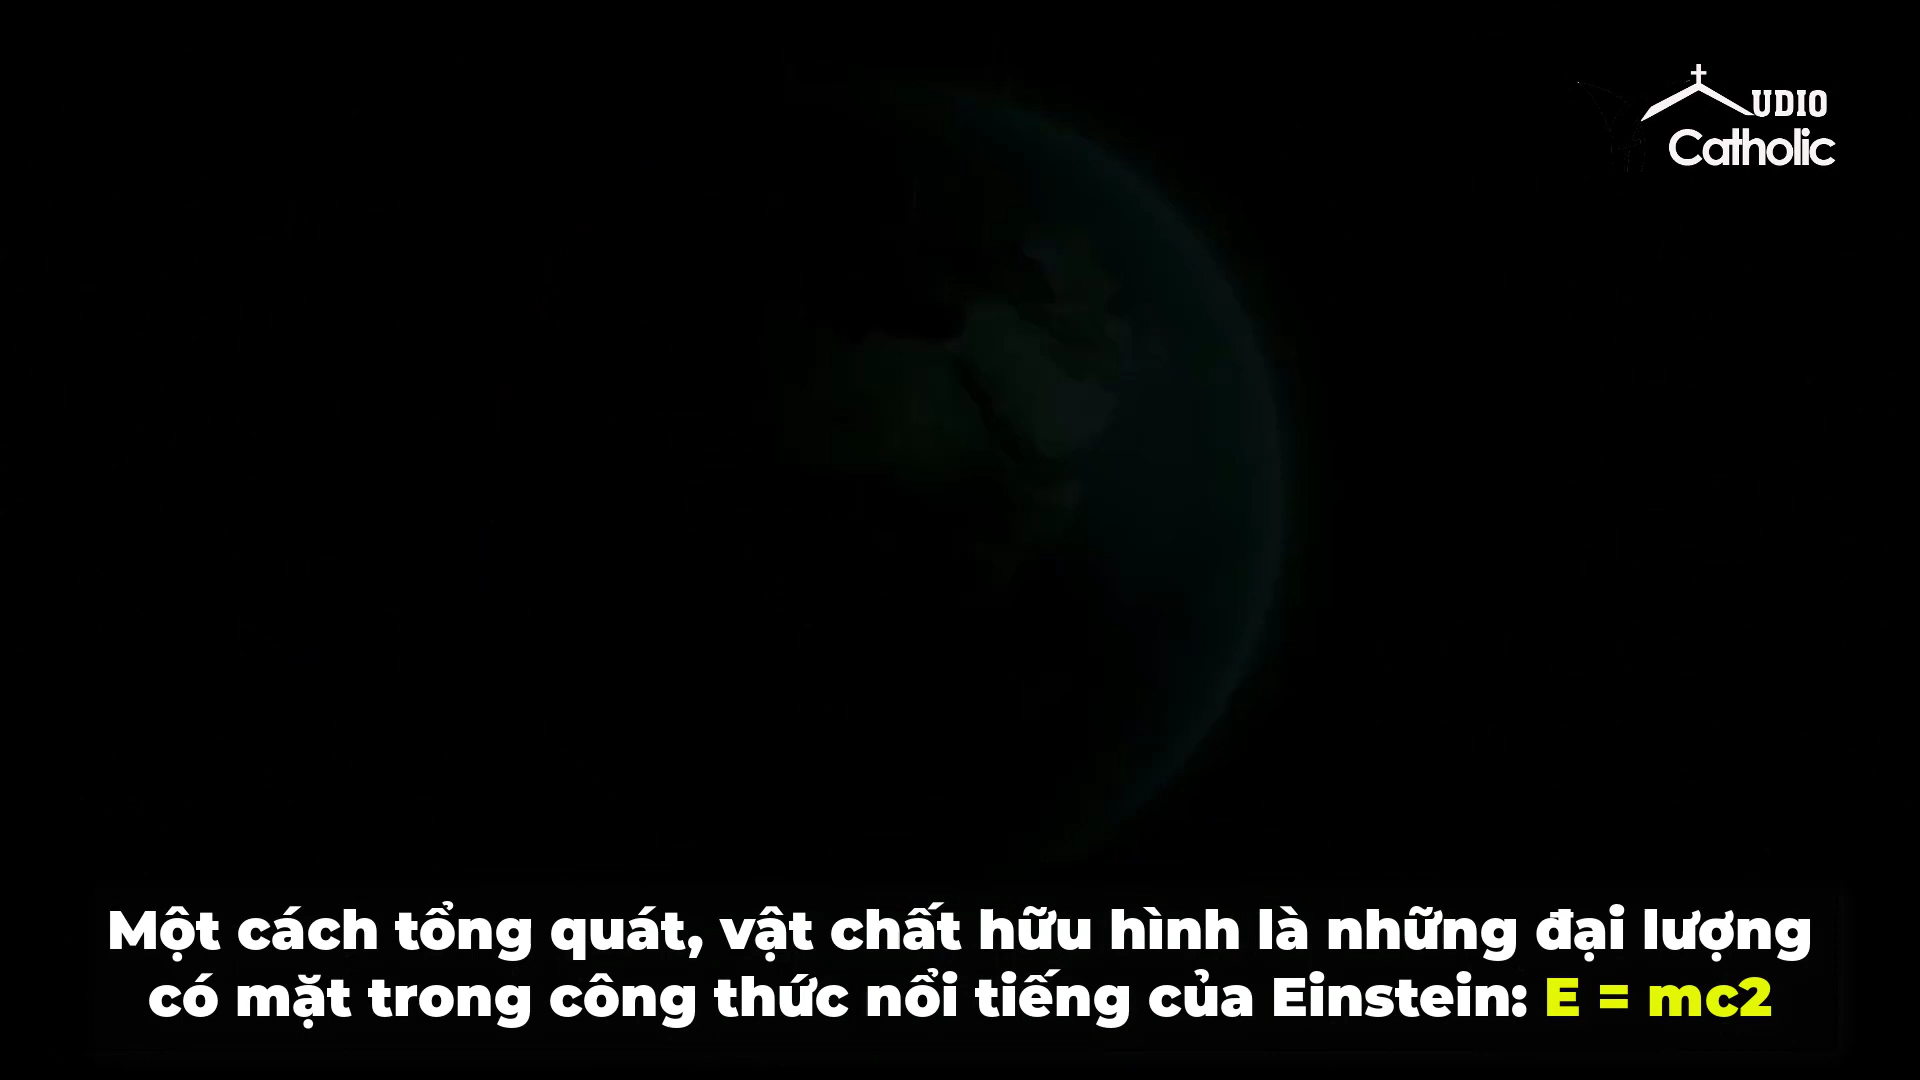 UDIO
Catholic
Một cách tổng quát, vật chất hữu hình là những đại lượng
có mặt trong công thức nổi tiếng của Einstein: E = mc2